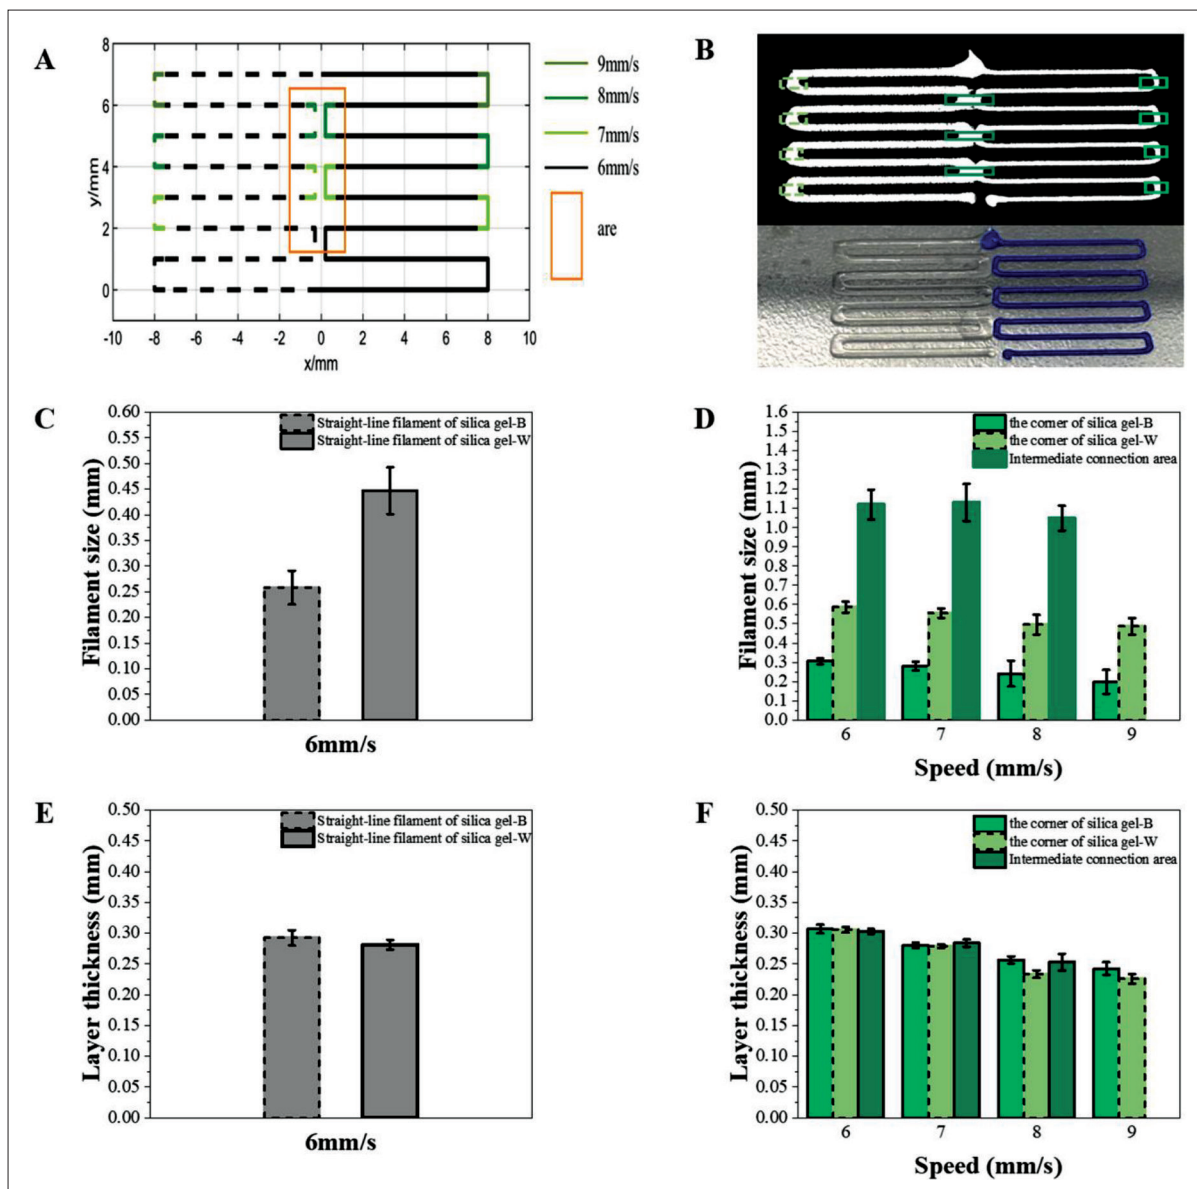 A
8
6
4
2
0
y/mm
-10 -8 -6 -4 -2 0 2 4 6 8 10
x/mm
9mm/s
8mm/s
7mm/s
6mm/s
are
B
C
0.60
0.55
0.50
0.45
0.40
0.35
0.30
0.25
0.20
0.15
0.10
0.05
0.00
Filament size (mm)
Straight-line filament of silica gel-B
Straight-line filament of silica gel-W
6mm/s
D
1.6
1.5
1.4
1.3
1.2
1.1
1.0
0.9
0.8
0.7
0.6
0.5
0.4
0.3
0.2
0.1
0.0
Filament size (mm)
the corner of silica gel-B
the corner of silica gel-W
Intermediate connection area
6 7 8 9
Speed (mm/s)
E
0.50
0.45
0.40
0.35
0.30
0.25
0.20
0.15
0.10
0.05
0.00
Layer thickness (mm)
Straight-line filament of silica gel-B
Straight-line filament of silica gel-W
6mm/s
F
0.50
0.45
0.40
0.35
0.30
0.25
0.20
0.15
0.10
0.05
0.00
Layer thickness (mm)
the corner of silica gel-B
the corner of silica gel-W
Intermediate connection area
6 7 8 9
Speed (mm/s)